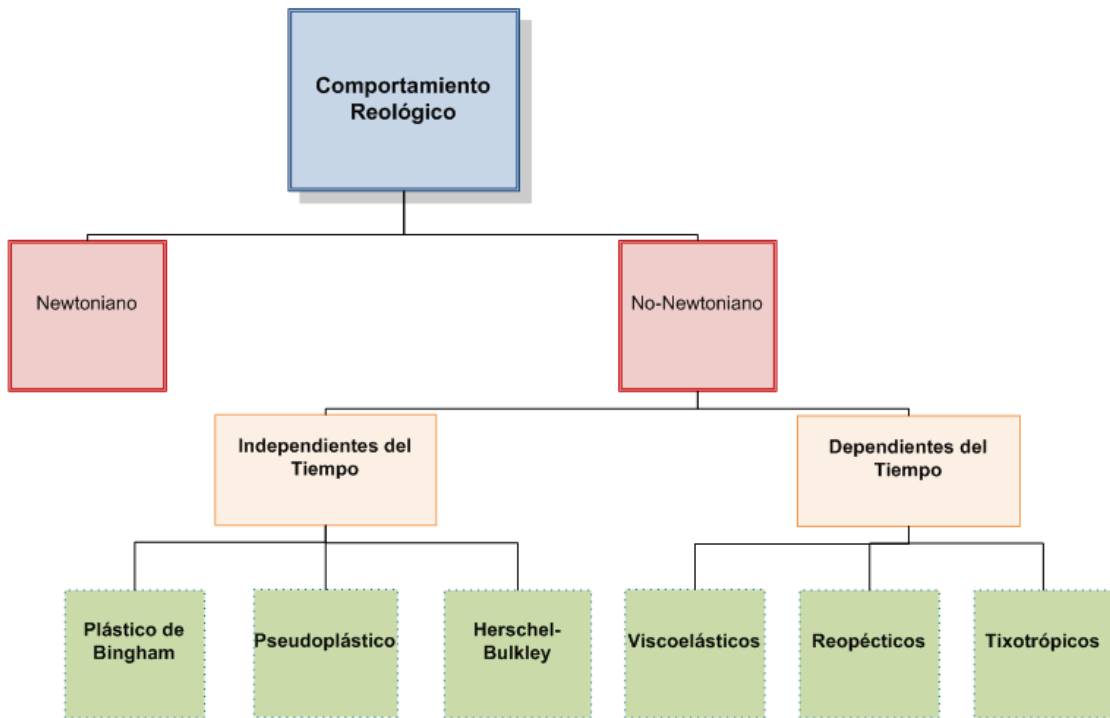 Comportamiento
Reológico
Newtoniano
No-Newtoniano
Independientes del
Tiempo
Dependientes del
Tiempo
Plástico de
Bingham
Pseudoplástico
Herschel-
Bulkley
Viscoelásticos
Reopécticos
Tixotrópicos